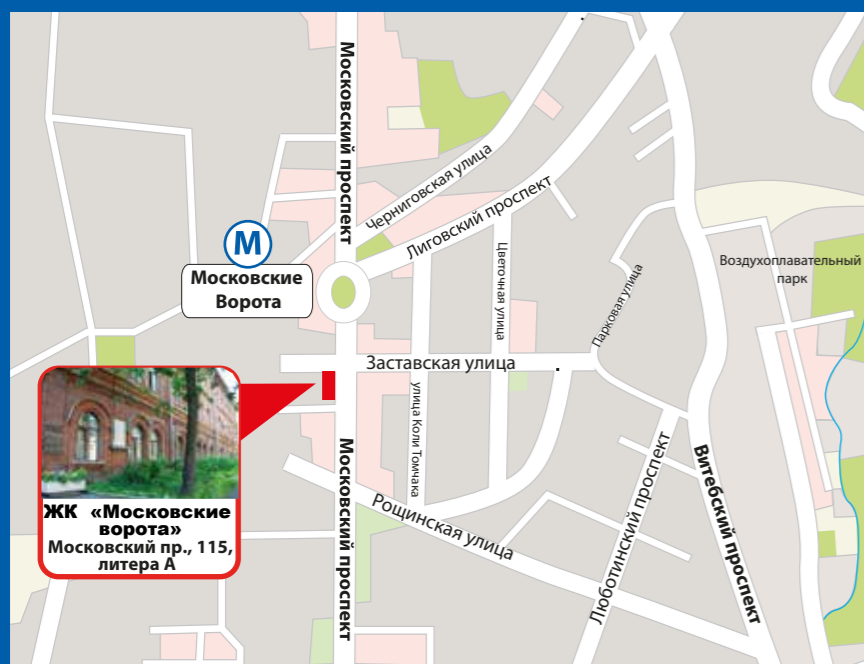 Московский проспект
Черниговская улица
Лиговский проспект
М
Московские
Ворота
Цветочная улица
Парковая улица
Воздухоплавательный
парк
Заставская улица
улица Коли Томчака
ЖК «Московские
ворота»
Московский пр., 115,
литера А
Московский проспект
Рощинская улица
Люботинский проспект
Витебский проспект